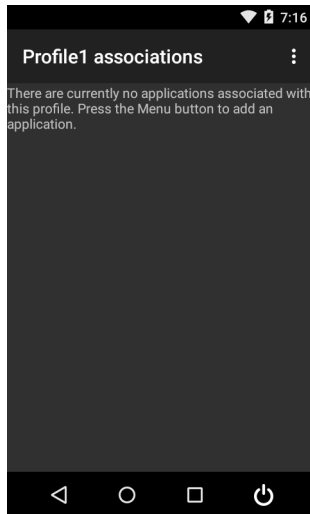 7:16
Profile1 associations
There are currently no applications associated with
this profile. Press the Menu button to add an
application.